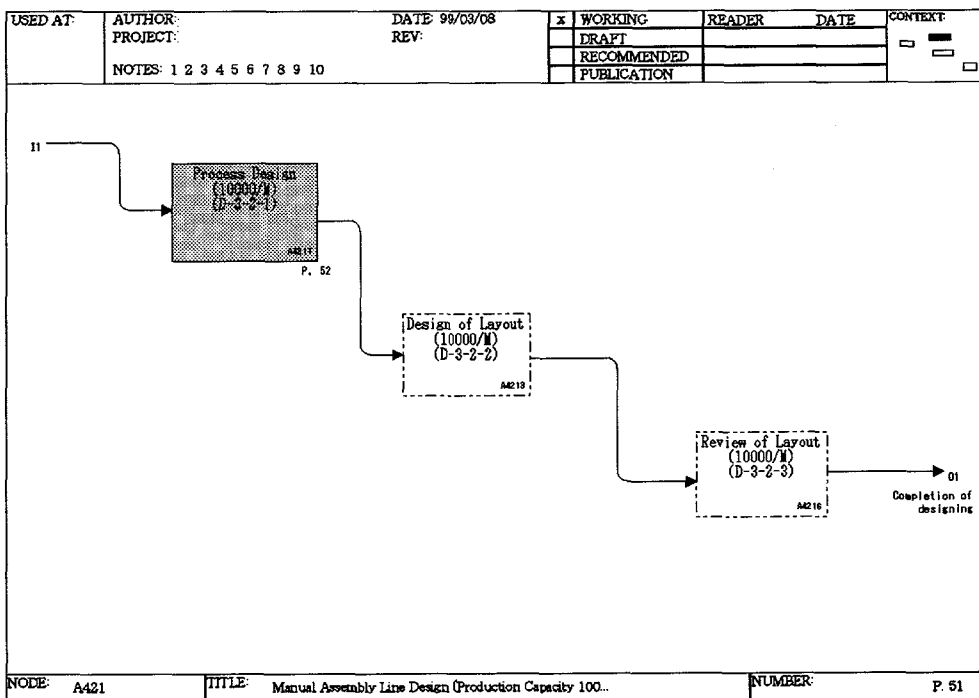 USED AT:
AUTHOR:
DATE: 99/03/08
PROJECT:
REV:
NOTES: 1 2 3 4 5 6 7 8 9 10
x WORKING
DRAFT
RECOMMENDED
PUBLICATION
READER DATE
CONTEXT:
I1
Process Design
(10000/M)
(D-3-2-1)
P. 52
Design of Layout
(10000/M)
(D-3-2-2)
A4213
Review of Layout
(10000/M)
(D-3-2-3)
A4216
O1
Completion of
designing
NODE: A421
TITLE: Manual Assembly Line Design (Production Capacity 100...
NUMBER: P. 51